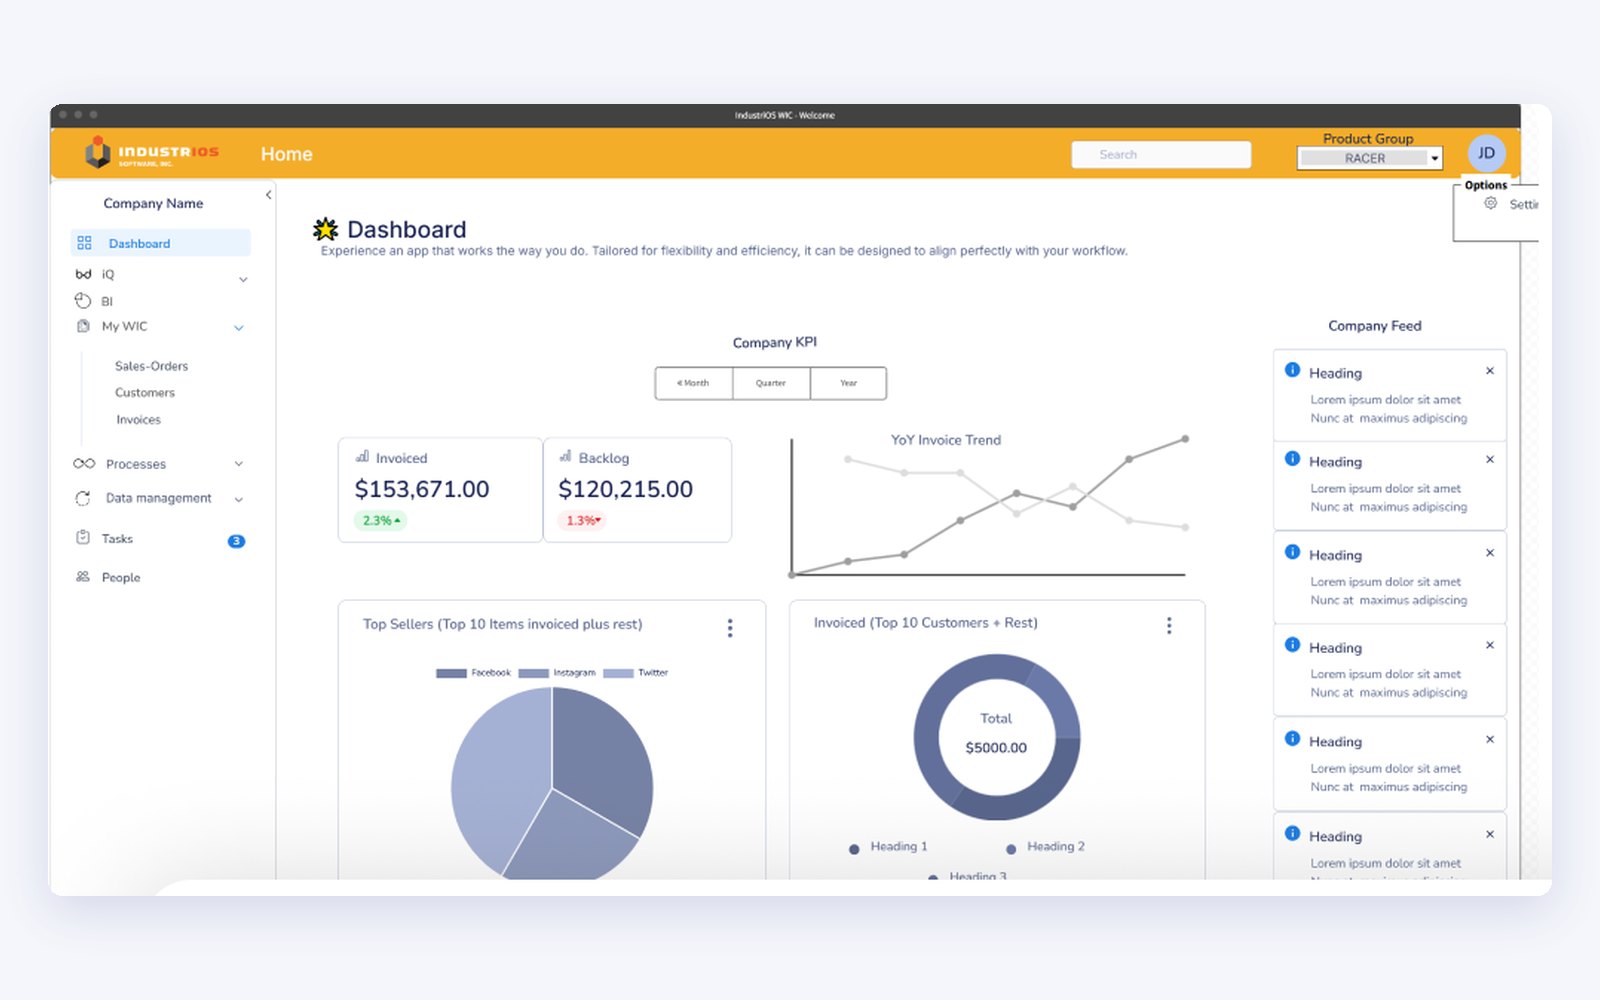 IndustriOS WIC - Welcome
INDUSTRIOS
SOFTWARE, INC.
Home
Search
Product Group
RACER
JD
Options
Settin
Company Name
Dashboard
iQ
BI
My WIC
Sales-Orders
Customers
Invoices
Processes
Data management
Tasks
3
People
Dashboard
Experience an app that works the way you do. Tailored for flexibility and efficiency, it can be designed to align perfectly with your workflow.
Company KPI
< Month
Quarter
Year
Invoiced
$153,671.00
2.3%
Backlog
$120,215.00
1.3%
YoY Invoice Trend
Top Sellers (Top 10 Items invoiced plus rest)
Facebook
Instagram
Twitter
Invoiced (Top 10 Customers + Rest)
Total
$5000.00
Heading 1
Heading 2
Heading 3
Company Feed
Heading
Lorem ipsum dolor sit amet
Nunc at maximus adipiscing
Heading
Lorem ipsum dolor sit amet
Nunc at maximus adipiscing
Heading
Lorem ipsum dolor sit amet
Nunc at maximus adipiscing
Heading
Lorem ipsum dolor sit amet
Nunc at maximus adipiscing
Heading
Lorem ipsum dolor sit amet
Nunc at maximus adipiscing
Heading
Lorem ipsum dolor sit amet